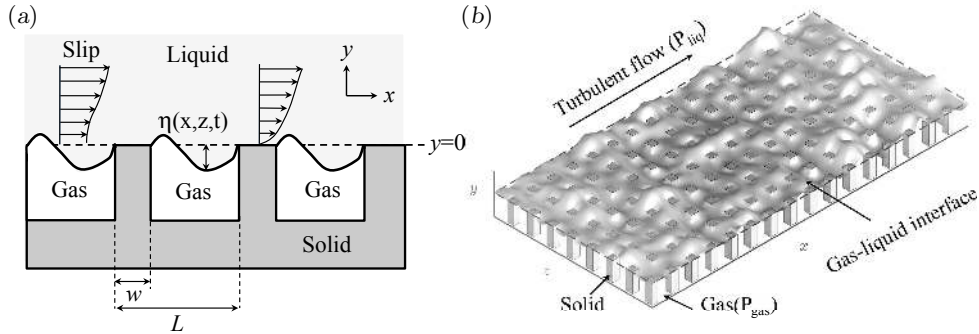 (a)
Slip
Liquid
y
x
η(x,z,t)
y=0
Gas
Gas
Gas
Solid
w
L
(b)
Turbulent flow (P_liq)
y
z
x
Gas-liquid interface
Solid
Gas(P_gas)